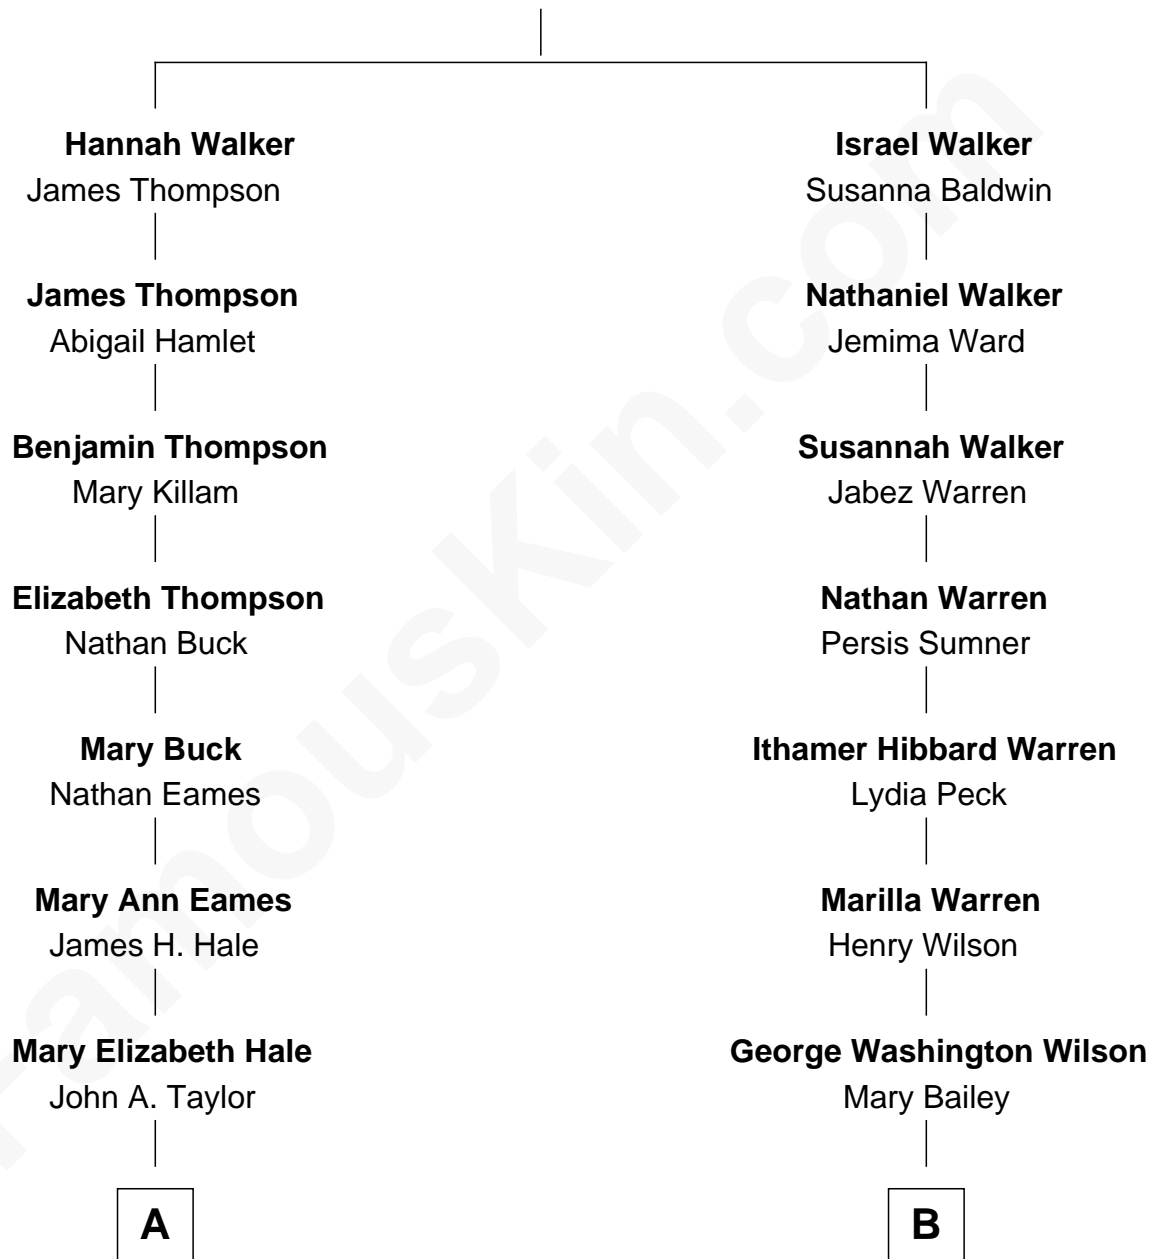 Hannah Walker
James Thompson
James Thompson
Abigail Hamlet
Benjamin Thompson
Mary Killam
Elizabeth Thompson
Nathan Buck
Mary Buck
Nathan Eames
Mary Ann Eames
James H. Hale
Mary Elizabeth Hale
John A. Taylor
A
Israel Walker
Susanna Baldwin
Nathaniel Walker
Jemima Ward
Susannah Walker
Jabez Warren
Nathan Warren
Persis Sumner
Ithamer Hibbard Warren
Lydia Peck
Marilla Warren
Henry Wilson
George Washington Wilson
Mary Bailey
B
FamousKin.com